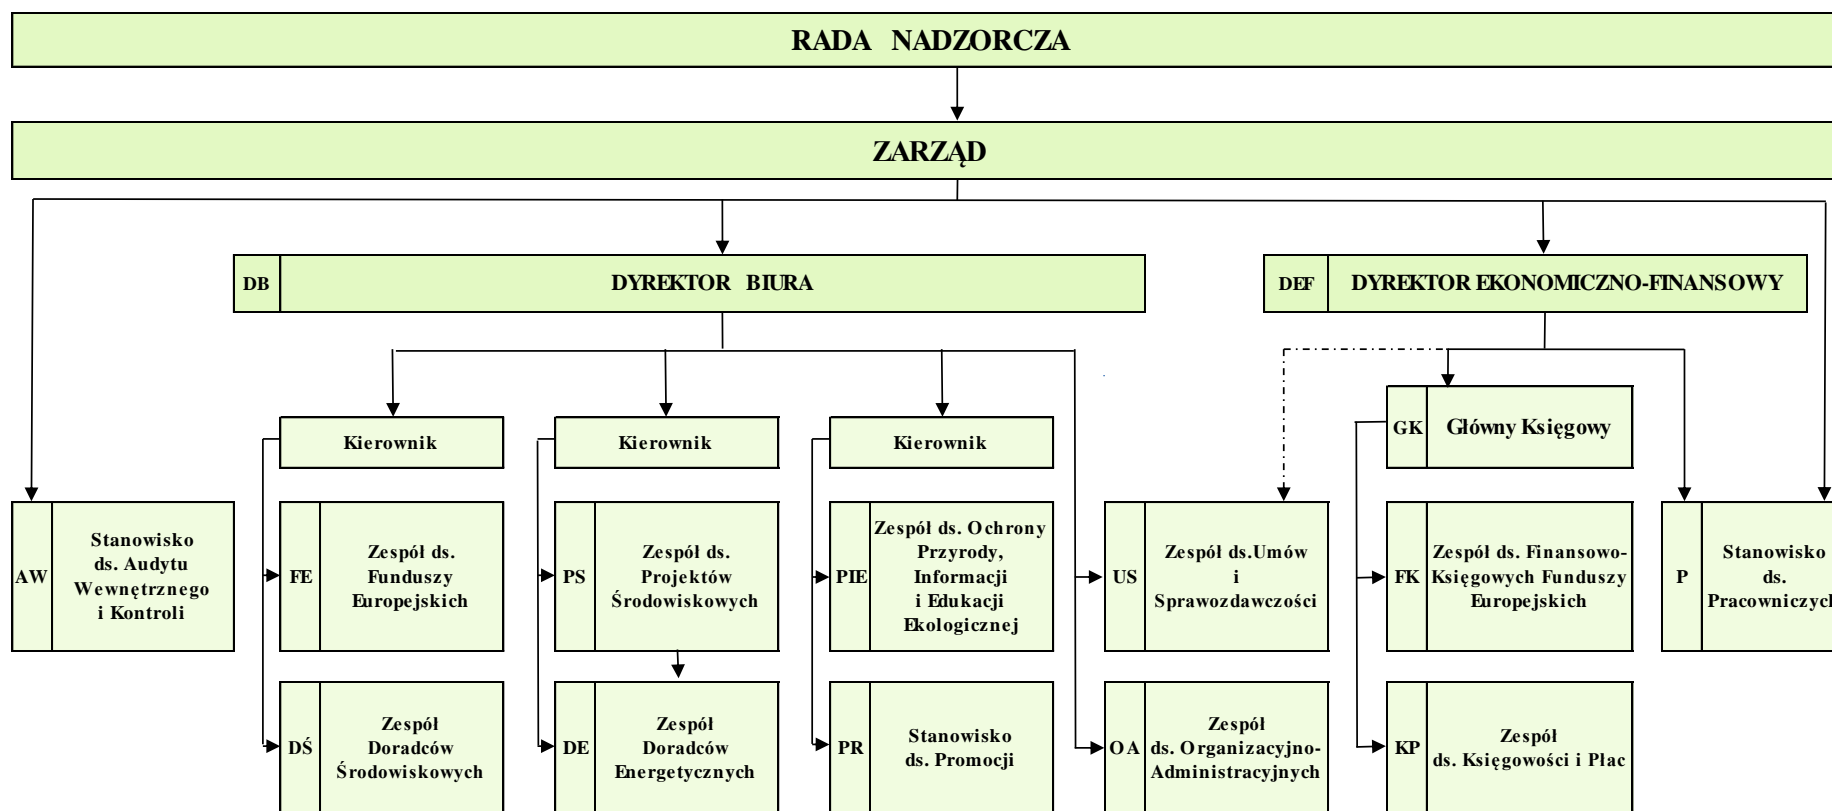 RADA NADZORCZA
ZARZĄD
DB
DYREKTOR BIURA
DEF
DYREKTOR EKONOMICZNO-FINANSOWY
Kierownik
Kierownik
Kierownik
GK
Główny Księgowy
AW
Stanowisko
ds. Audytu
Wewnętrznego
i Kontroli
FE
Zespół ds.
Funduszy
Europejskich
PS
Zespół ds.
Projektów
Środowiskowych
PIE
Zespół ds. Ochrony
Przyrody,
Informacji
i Edukacji
Ekologicznej
US
Zespół ds.Umów
i
Sprawozdawczości
FK
Zespół ds. Finansowo-
Księgowych Funduszy
Europejskich
P
Stanowisko
ds.
Pracowniczych
DŚ
Zespół
Doradców
Środowiskowych
DE
Zespół
Doradców
Energetycznych
PR
Stanowisko
ds. Promocji
OA
Zespół
ds. Organizacyjno-
Administracyjnych
KP
Zespół
ds. Księgowości i Płac